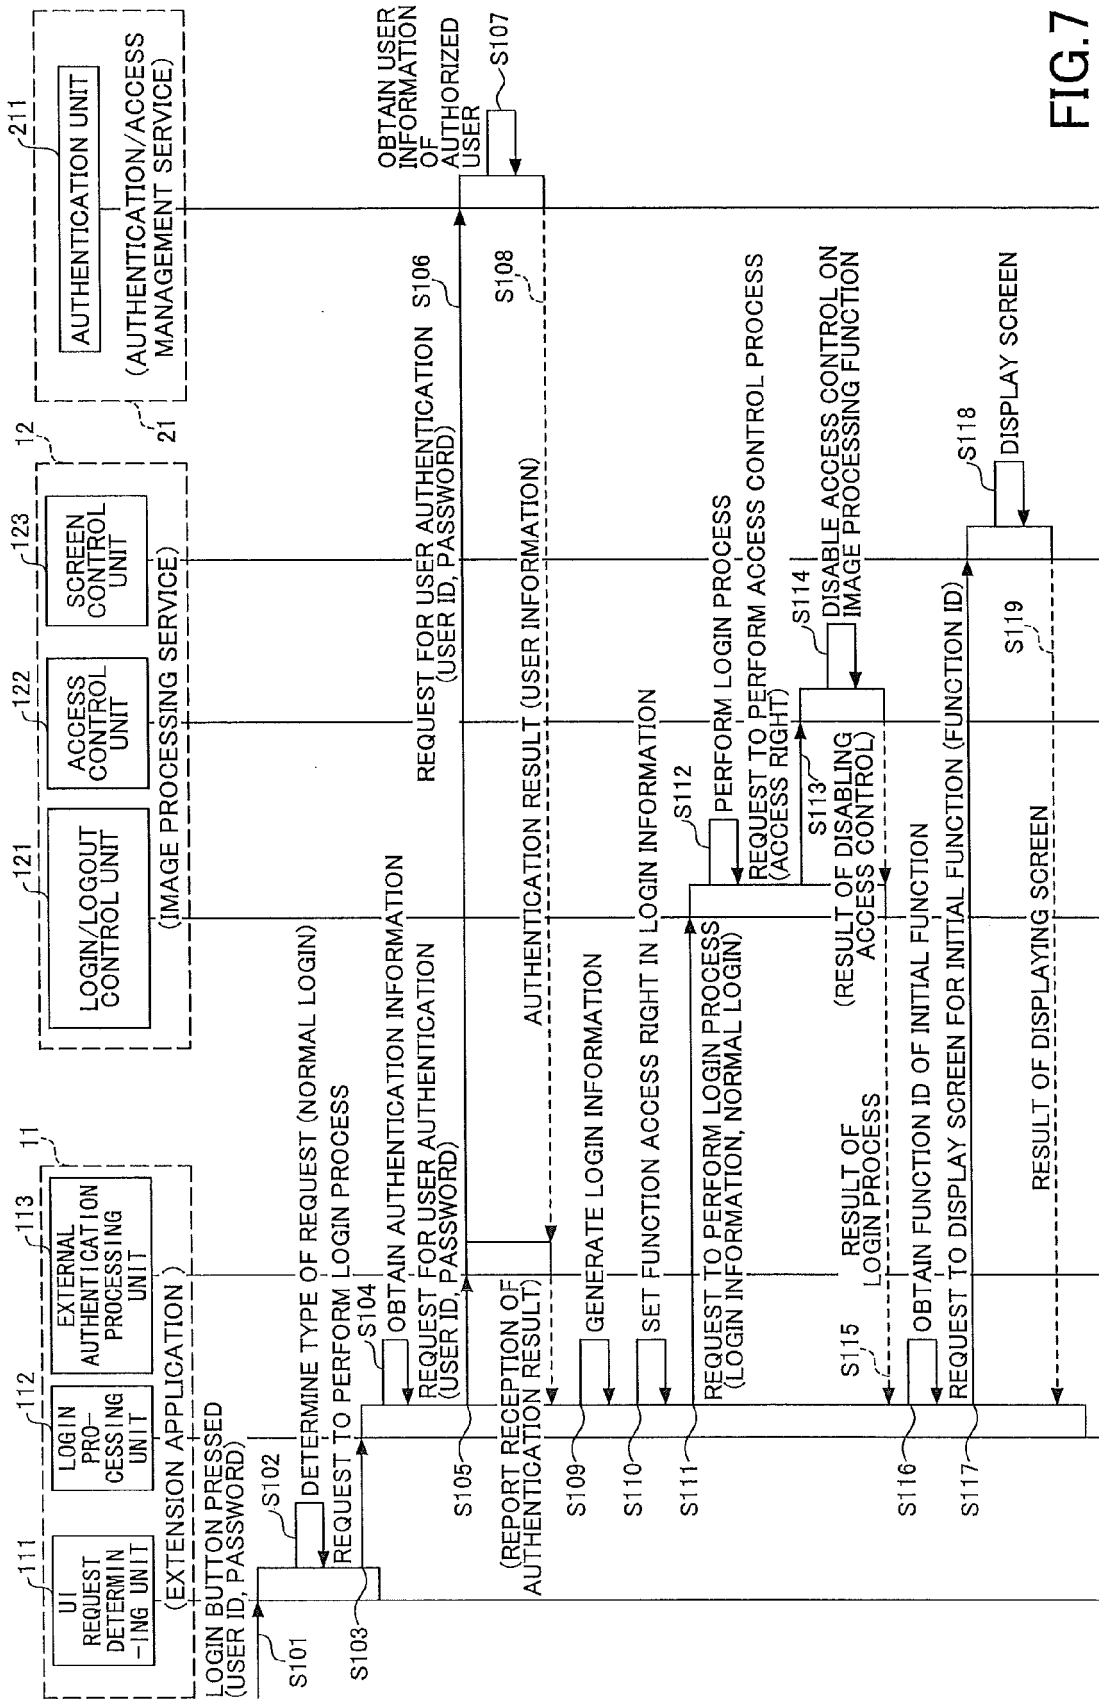 111
UI
REQUEST
DETERMIN
-ING UNIT
112
LOGIN
PRO-
CESSING
UNIT
113
EXTERNAL
AUTHENTICATION
PROCESSING
UNIT
11
(EXTENSION APPLICATION)
121
LOGIN/LOGOUT
CONTROL UNIT
122
ACCESS
CONTROL
UNIT
123
SCREEN
CONTROL
UNIT
12
(IMAGE PROCESSING SERVICE)
211
AUTHENTICATION UNIT
(AUTHENTICATION/ACCESS
MANAGEMENT SERVICE)
21
LOGIN BUTTON PRESSED
(USER ID, PASSWORD)
S101
S102
DETERMINE TYPE OF REQUEST (NORMAL LOGIN)
REQUEST TO PERFORM LOGIN PROCESS
S103
S104
OBTAIN AUTHENTICATION INFORMATION
REQUEST FOR USER AUTHENTICATION
(USER ID, PASSWORD)
S105
REQUEST FOR USER AUTHENTICATION
(USER ID, PASSWORD)
S106
OBTAIN USER
INFORMATION
OF
AUTHORIZED
USER
S107
S108
AUTHENTICATION RESULT (USER INFORMATION)
(REPORT RECEPTION OF
AUTHENTICATION RESULT)
S109
GENERATE LOGIN INFORMATION
S110
SET FUNCTION ACCESS RIGHT IN LOGIN INFORMATION
S111
REQUEST TO PERFORM LOGIN PROCESS
(LOGIN INFORMATION, NORMAL LOGIN)
S112
PERFORM LOGIN PROCESS
REQUEST TO PERFORM ACCESS CONTROL PROCESS
(ACCESS RIGHT)
S113
S114
DISABLE ACCESS CONTROL ON
IMAGE PROCESSING FUNCTION
(RESULT OF DISABLING
ACCESS CONTROL)
RESULT OF
LOGIN PROCESS
S115
S116
OBTAIN FUNCTION ID OF INITIAL FUNCTION
REQUEST TO DISPLAY SCREEN FOR INITIAL FUNCTION (FUNCTION ID)
S117
S118
DISPLAY SCREEN
S119
RESULT OF DISPLAYING SCREEN
FIG.7